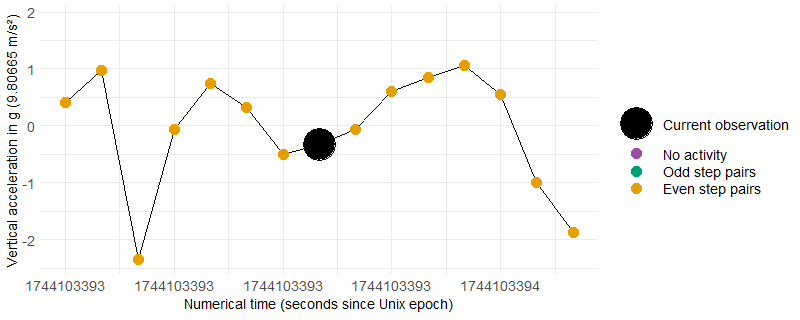 Vertical acceleration in g (9.80665 m/s²)
2
1
0
-1
-2
1744103393 1744103393 1744103393 1744103393 1744103394
Numerical time (seconds since Unix epoch)
Current observation
No activity
Odd step pairs
Even step pairs